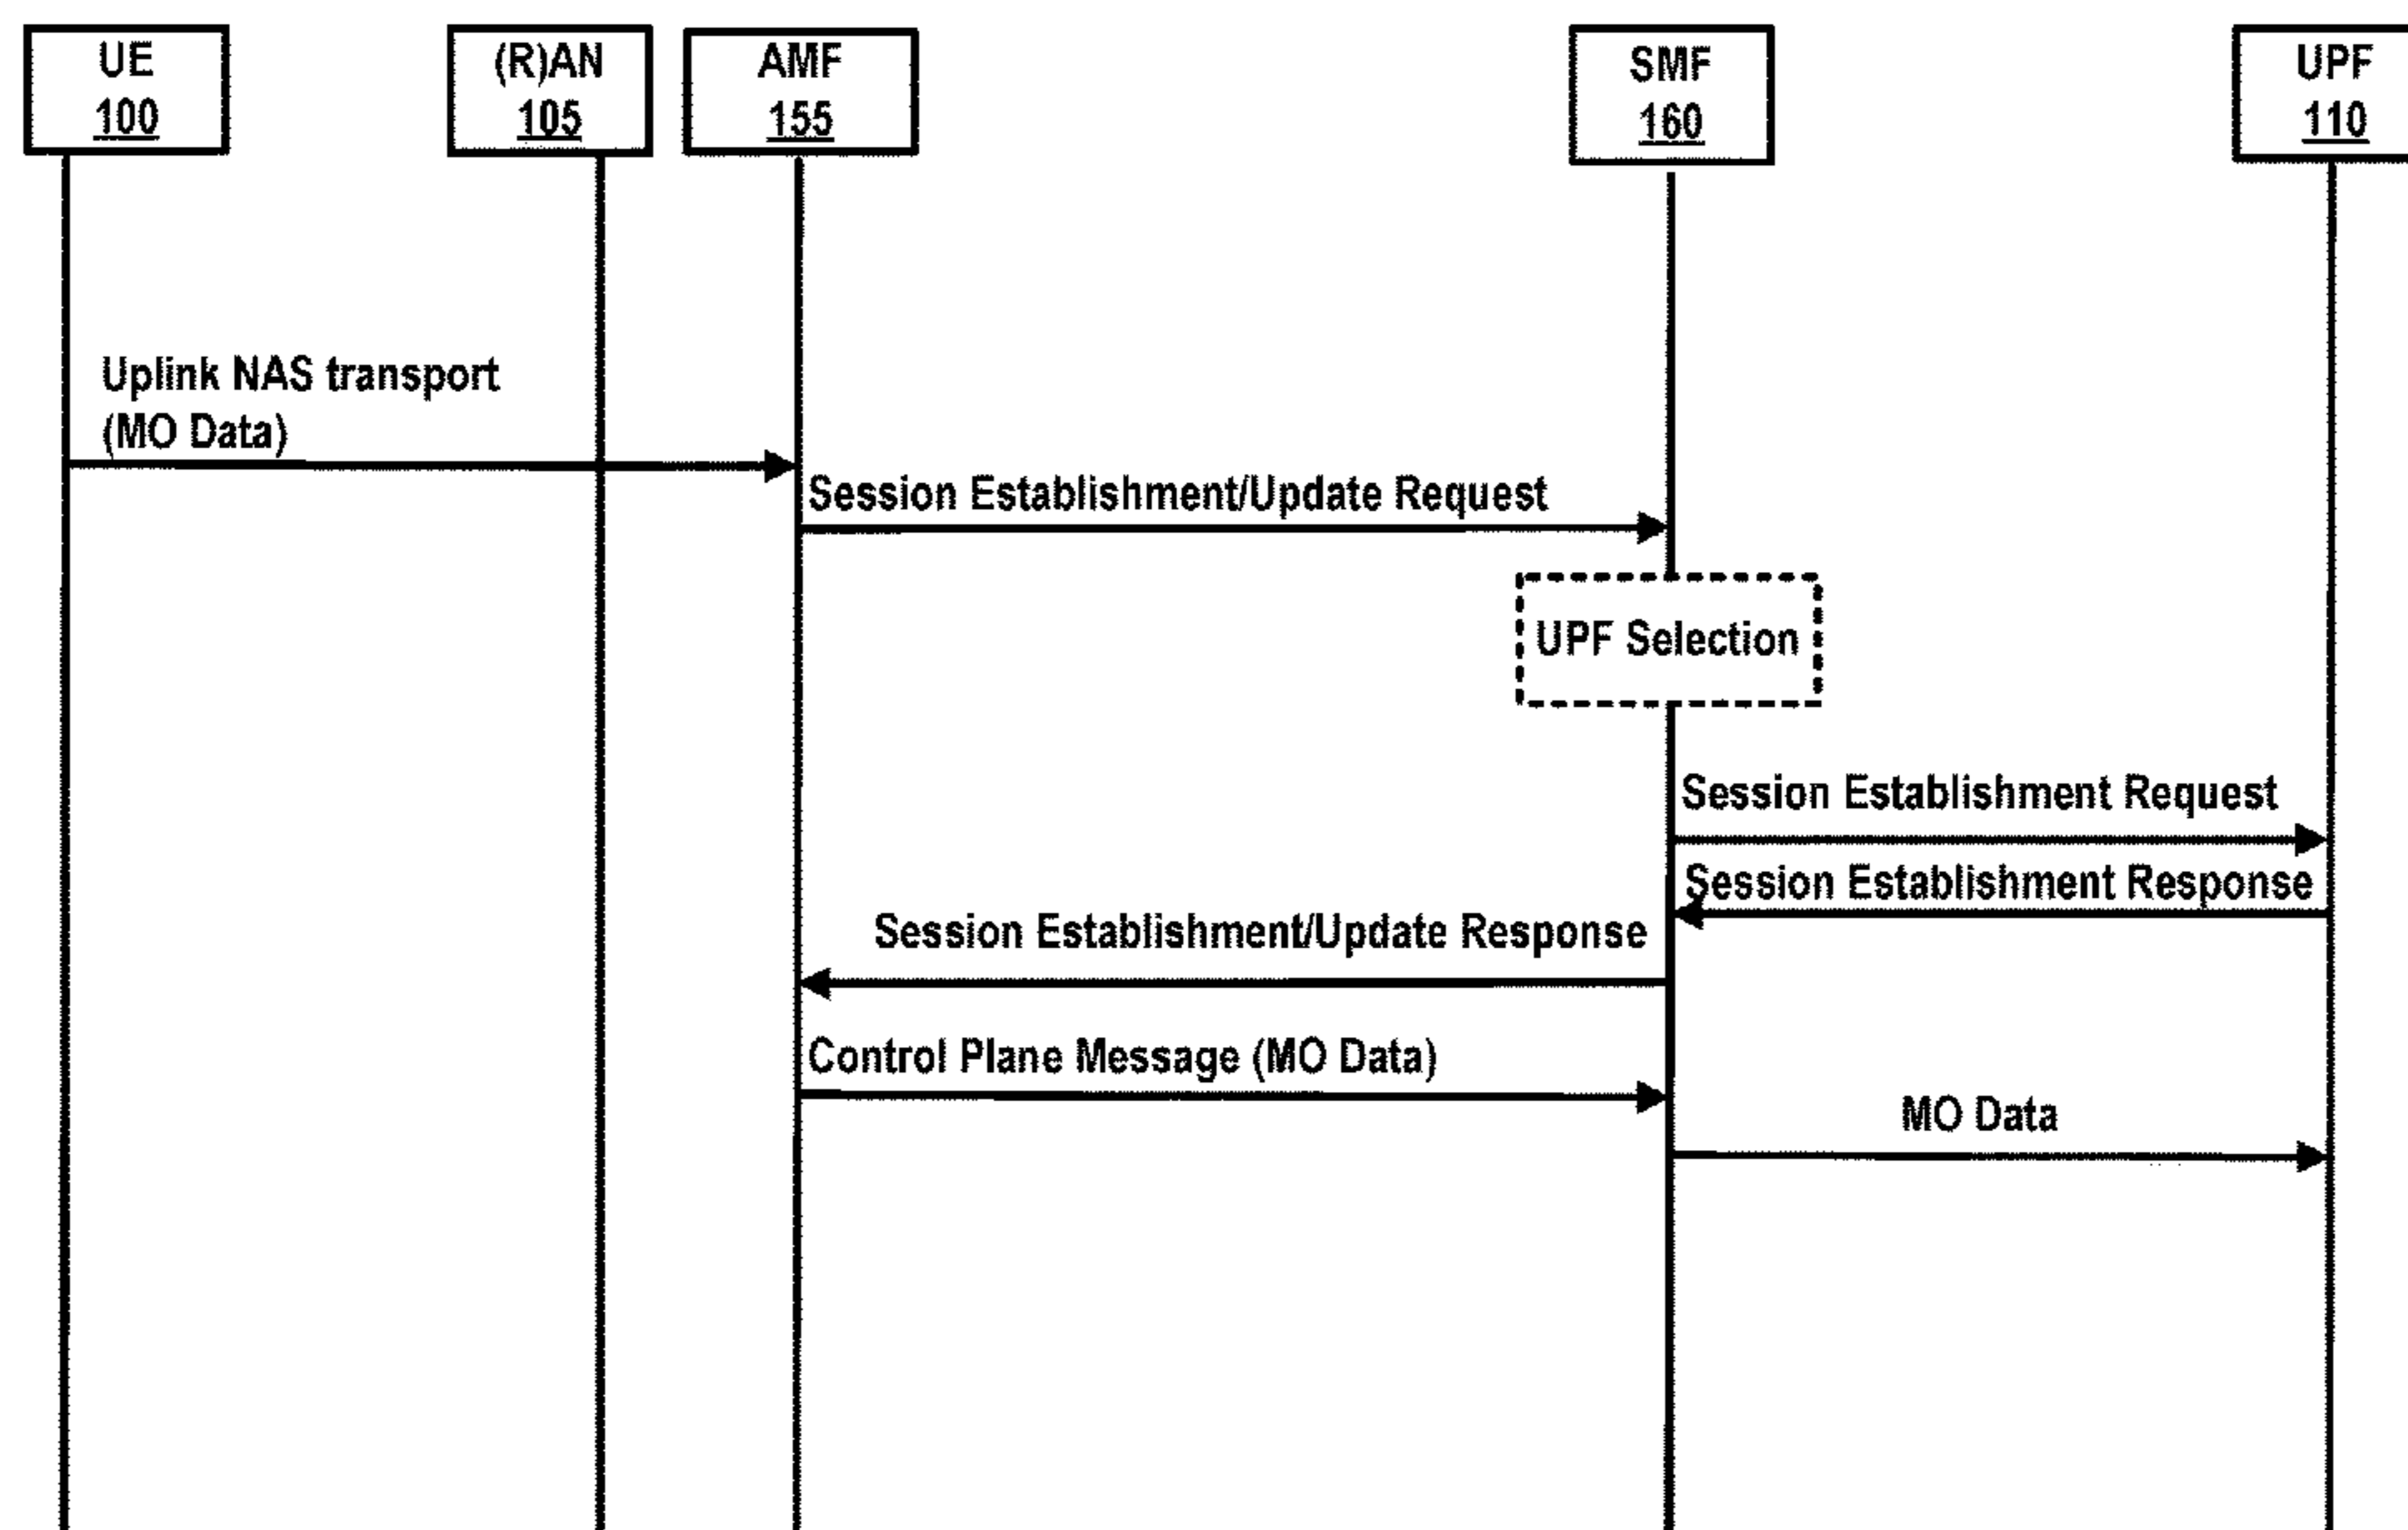 UE
100
(R)AN
105
AMF
155
SMF
160
UPF
110
Uplink NAS transport
(MO Data)
Session Establishment/Update Request
UPF Selection
Session Establishment Request
Session Establishment Response
Session Establishment/Update Response
Control Plane Message (MO Data)
MO Data